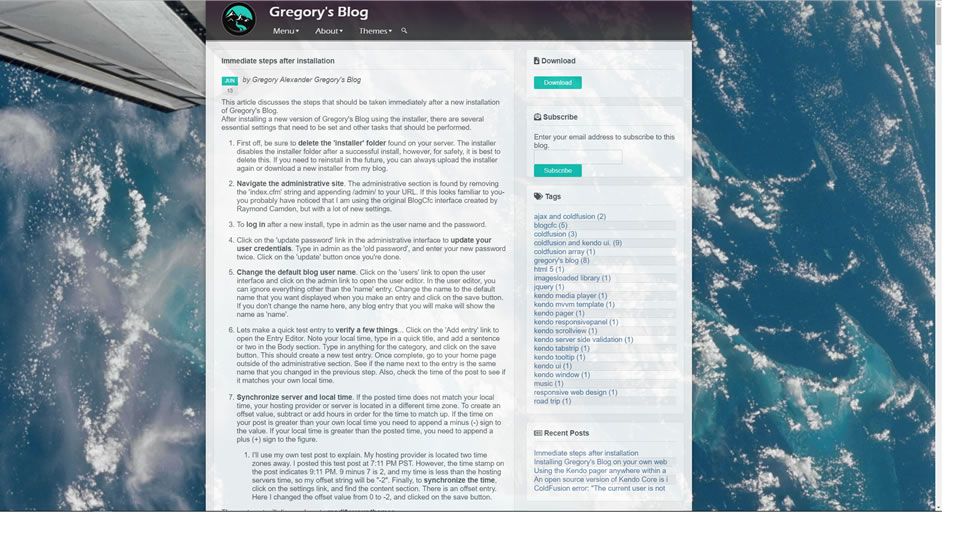 Gregory's Blog
Menu
About
Themes
Immediate steps after installation
JUN
15
by Gregory Alexander Gregory's Blog
This article discusses the steps that should be taken immediately after a new installation
of Gregory's Blog.
After installing a new version of Gregory's Blog using the installer, there are several
essential settings that need to be set and other tasks that should be performed.
1. First off, be sure to delete the 'installer' folder found on your server. The installer
disables the installer folder after a successful install, however, for safety, it is best to
delete this. If you need to reinstall in the future, you can always upload the installer
again or download a new installer from my blog.
2. Navigate the administrative site. The administrative section is found by removing
the 'index.cfm' string and appending /admin/ to your URL. If this looks familiar to you-
you probably have noticed that I am using the original BlogCfc interface created by
Raymond Camden, but with a lot of new settings.
3. To log in after a new install, type in admin as the user name and the password.
4. Click on the 'update password' link in the administrative interface to update your
user credentials. Type in admin as the 'old password', and enter your new password
twice. Click on the 'update' button once you're done.
5. Change the default blog user name. Click on the 'users' link to open the user
interface and click on the admin link to open the user editor. In the user editor, you
can ignore everything other than the 'name' entry. Change the name to the default
name that you want displayed when you make an entry and click on the save button.
If you don't change the name here, any blog entry that you will make will show the
name as 'name'.
6. Lets make a quick test entry to verify a few things... Click on the 'Add entry' link to
open the Entry Editor. Note your local time, type in a quick title, and add a sentence
or two in the Body section. Type in anything for the category, and click on the save
button. This should create a new test entry. Once complete, go to your home page
outside of the administrative section. See if the name next to the entry is the same
name that you changed in the previous step. Also, check the time of the post to see if
it matches your own local time.
7. Synchronize server and local time. If the posted time does not match your local
time, your hosting provider or server is located in a different time zone. To create an
offset value, subtract or add hours in order for the time to match up. If the time on
your post is greater than your own local time you need to append a minus (-) sign to
the value. If your local time is greater than the posted time, you need to append a
plus (+) sign to the figure.
1. I'll use my own test post to explain. My hosting provider is located two time
zones away. I posted this test post at 7:11 PM PST. However, the time stamp on
the post indicates 9:11 PM. 9 minus 7 is 2, and my time is less than the hosting
servers time, so my offset string will be "-2". Finally, to synchronize the time,
click on the settings link, and find the content section. There is an offset entry.
Here I changed the offset value from 0 to -2, and clicked on the save button.
Download
Download
Subscribe
Enter your email address to subscribe to this
blog.
Subscribe
Tags
ajax and coldfusion (2)
blogcfc (5)
coldfusion (3)
coldfusion and kendo ui. (9)
coldfusion array (1)
gregory's blog (8)
html 5 (1)
imagesloaded library (1)
jquery (1)
kendo media player (1)
kendo mvvm template (1)
kendo pager (1)
kendo responsivepanel (1)
kendo scrollview (1)
kendo server side validation (1)
kendo tabstrip (1)
kendo tooltip (1)
kendo ui (1)
kendo window (1)
music (1)
responsive web design (1)
road trip (1)
Recent Posts
Immediate steps after installation
Installing Gregory's Blog on your own web
Using the Kendo pager anywhere within a
An open source version of Kendo Core is i
ColdFusion error: "The current user is not